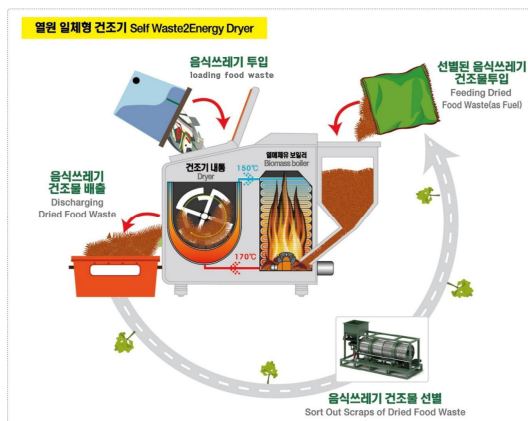 열원 일체형 건조기 Self Waste2Energy Dryer
음식쓰레기 투입
loading food waste
선별된 음식쓰레기
건조물투입
Feeding Dried
Food Waste(as Fuel)
건조기 내통
Dryer
열매체유 보일러
Biomass boiler
150℃
170℃
음식쓰레기
건조물 배출
Discharging
Dried Food Waste
음식쓰레기 건조물 선별
Sort Out Scraps of Dried Food Waste